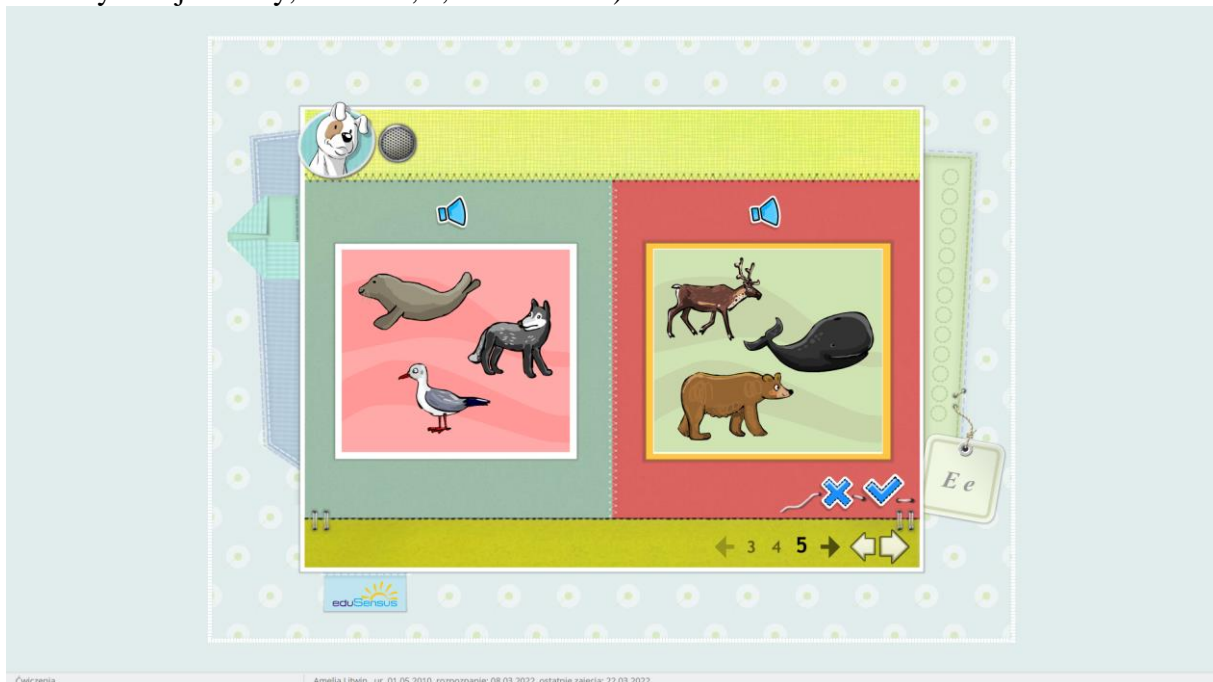 E e
3 4 5
eduSensus
Ćwiczenia
Amelia Litwin, ur. 01.05.2010, rozpoznanie: 08.03.2022, ostatnie zajęcia: 22.03.2022